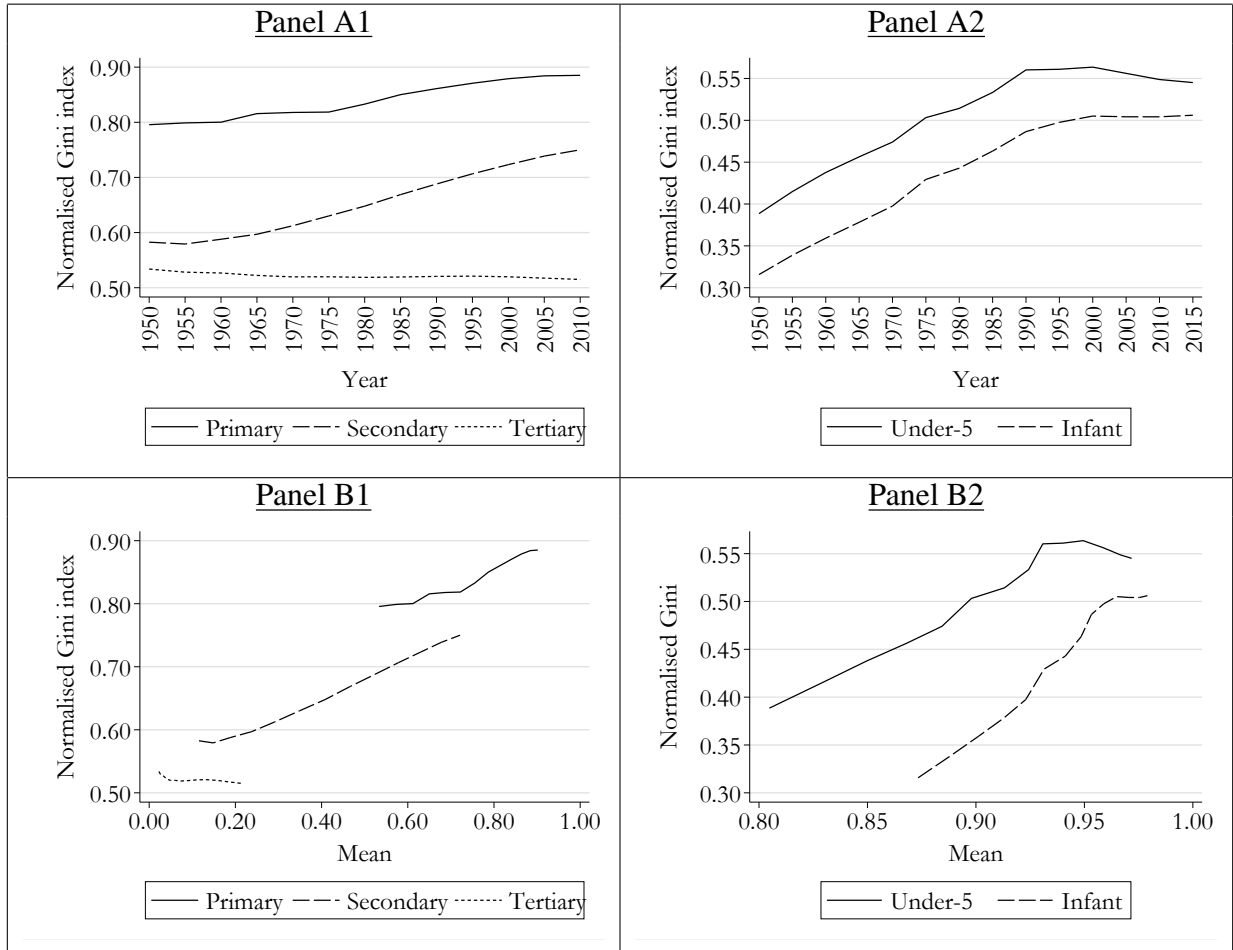 Panel A1
Normalised Gini index
0.90
0.80
0.70
0.60
0.50
1950 1955 1960 1965 1970 1975 1980 1985 1990 1995 2000 2005 2010
Year
Primary Secondary Tertiary
Panel A2
Normalised Gini index
0.55
0.50
0.45
0.40
0.35
0.30
1950 1955 1960 1965 1970 1975 1980 1985 1990 1995 2000 2005 2010 2015
Year
Under-5 Infant
Panel B1
Normalised Gini index
0.90
0.80
0.70
0.60
0.50
0.00 0.20 0.40 0.60 0.80 1.00
Mean
Primary Secondary Tertiary
Panel B2
Normalised Gini
0.55
0.50
0.45
0.40
0.35
0.30
0.80 0.85 0.90 0.95 1.00
Mean
Under-5 Infant